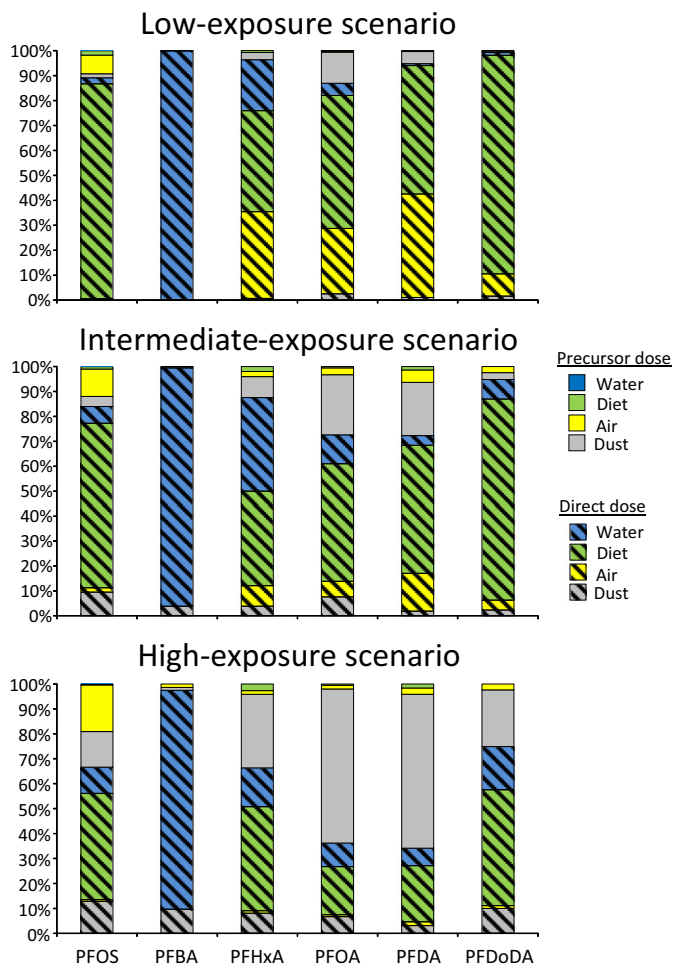 Low-exposure scenario
100%
90%
80%
70%
60%
50%
40%
30%
20%
10%
0%
Intermediate-exposure scenario
100%
90%
80%
70%
60%
50%
40%
30%
20%
10%
0%
Precursor dose
Water
Diet
Air
Dust
Direct dose
Water
Diet
Air
Dust
High-exposure scenario
100%
90%
80%
70%
60%
50%
40%
30%
20%
10%
0%
PFOS PFBA PFHxA PFOA PFDA PFDoDA